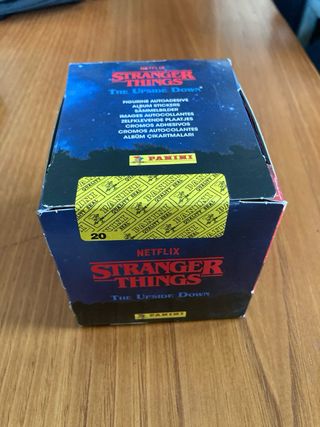 NETFLIX
STRANGER
THINGS
THE UPSIDE DOWN
FIGURINE AUTOADESIVE
ALBUM STICKERS
SAMMELBILDER
IMAGES AUTOCOLLANTES
ZELFKLEVENDE PLAATJES
CROMOS ADHESIVOS
CROMOS AUTOCOLANTES
ALBÜM ÇIKARTMALARI
PANINI
20
NETFLIX
STRANGER
THINGS
THE UPSIDE DOWN
PANINI